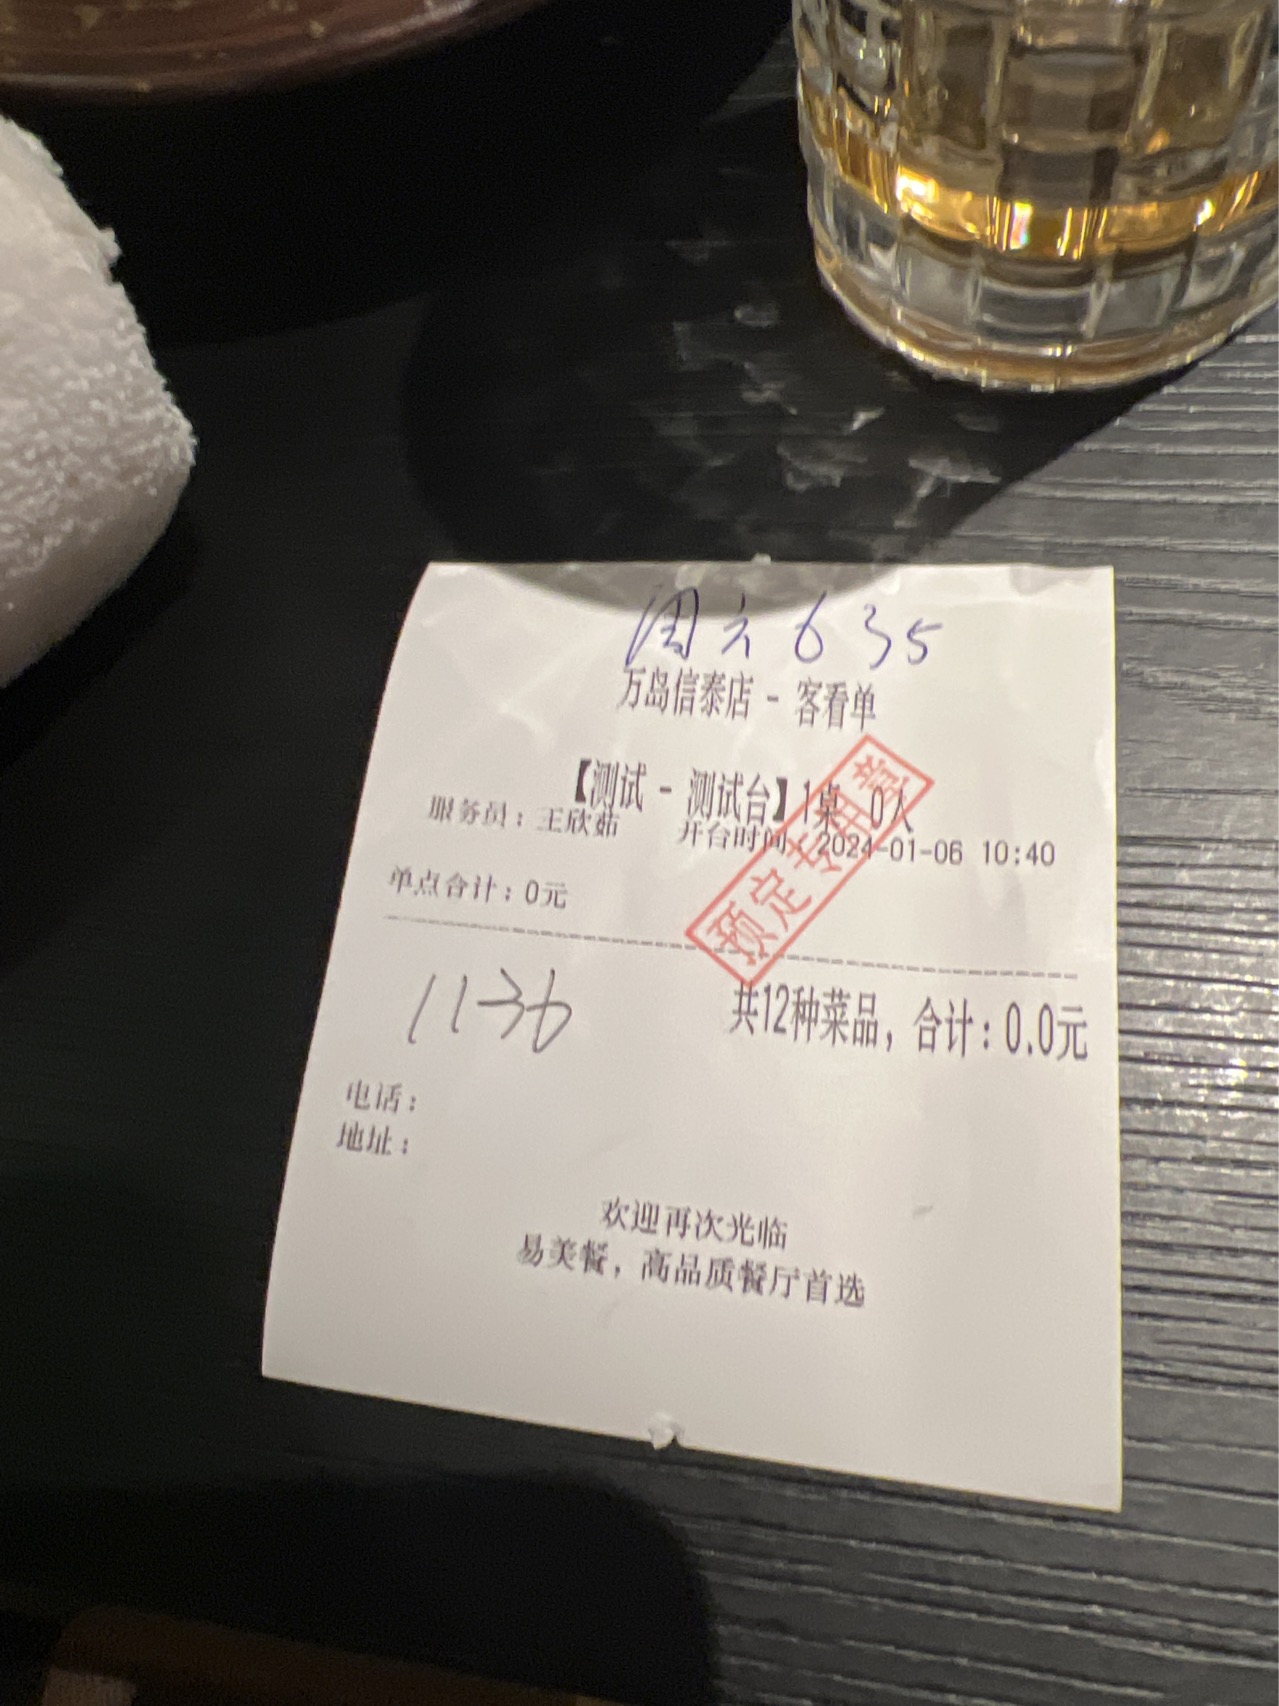 周六 635
万岛信泰店 - 客看单
【测试 - 测试台】1桌 0人
服务员：王欣茹 开台时间：2024-01-06 10:40
单点合计：0元
预定专用章
1136
共12种菜品，合计：0.0元
电话：
地址：
欢迎再次光临
易美餐，高品质餐厅首选